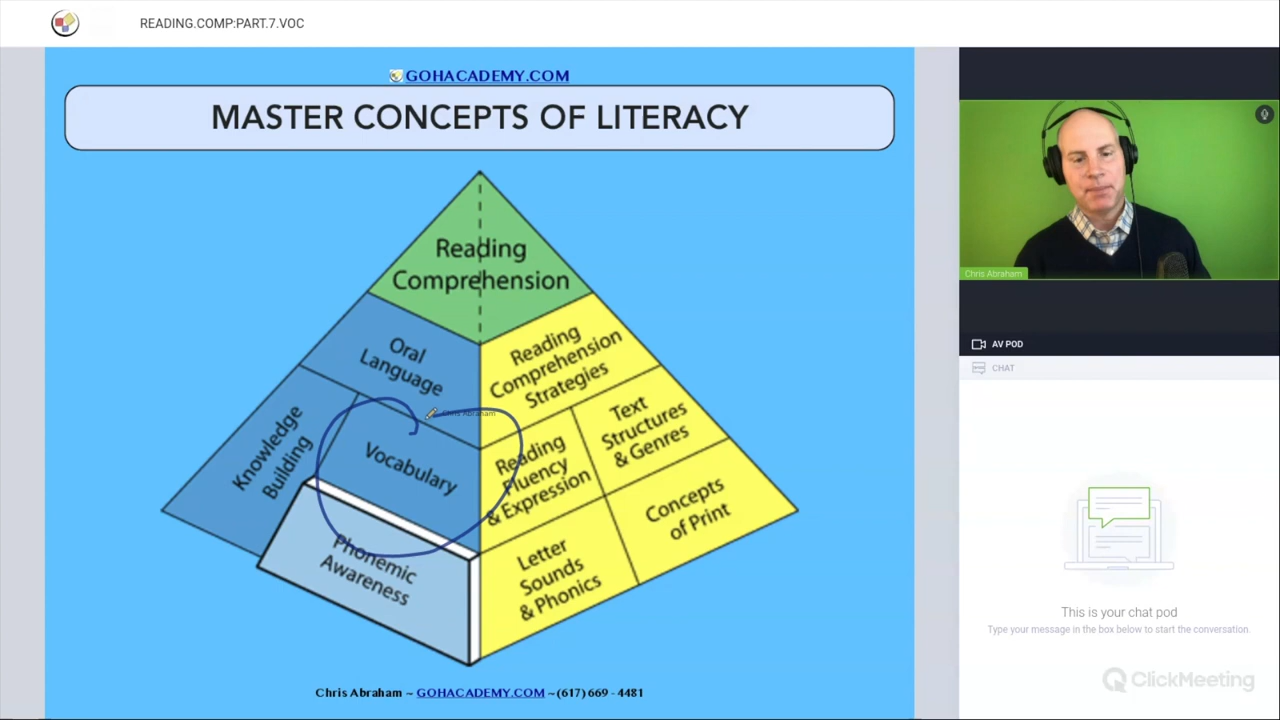 READING.COMP:PART.7.VOC
GOHACADEMY.COM
MASTER CONCEPTS OF LITERACY
Reading
Comprehension
Oral
Language
Reading
Comprehension
Strategies
Knowledge
Building
Vocabulary
Chris Abraham
Reading
Fluency
& Expression
Text
Structures
& Genres
Phonemic
Awareness
Letter
Sounds
& Phonics
Concepts
of Print
Chris Abraham ~ GOHACADEMY.COM ~ (617) 669 - 4481
Chris Abraham
AV POD
CHAT
This is your chat pod
Type your message in the box below to start the conversation.
ClickMeeting